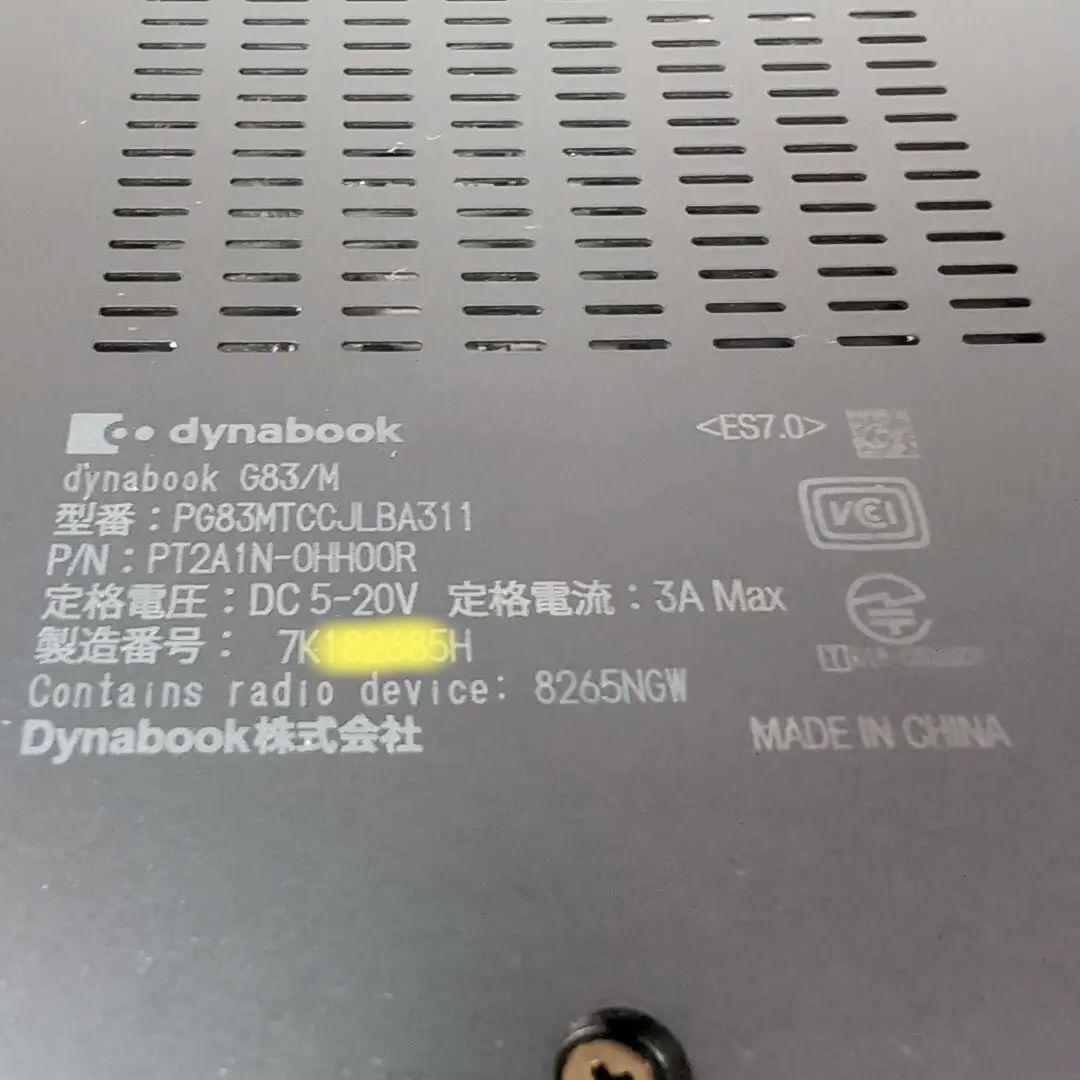 dynabook
<ES7.0>
dynabook G83/M
型番：PG83MTCCJLBA311
VCI
P/N：PT2A1N-0HH00R
定格電圧：DC 5-20V 定格電流：3A Max
製造番号： 7K182685H
Contains radio device: 8265NGW
Dynabook株式会社
MADE IN CHINA